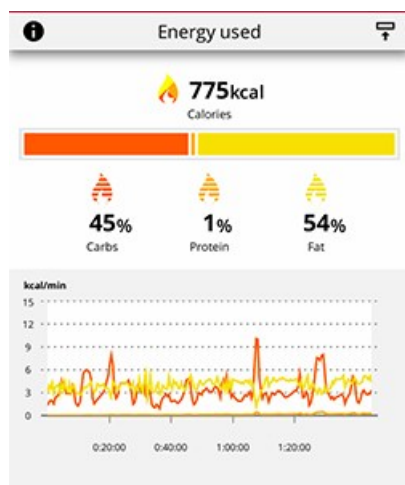 Energy used
775kcal
Calories
45% 1% 54%
Carbs Protein Fat
kcal/min
15
12
9
6
3
0
0:20:00 0:40:00 1:00:00 1:20:00